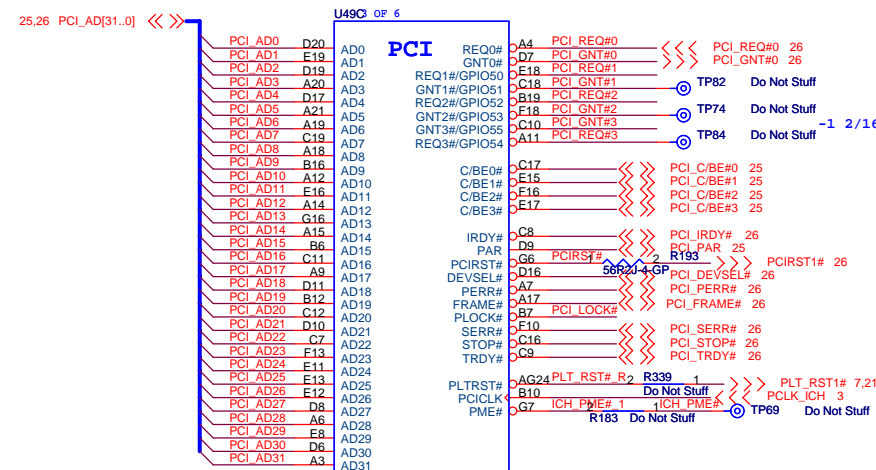 U49C 3 OF 6
25,26 PCI_AD[31..0]
PCI
PCI_AD0 D20 AD0
PCI_AD1 E19 AD1
PCI_AD2 D19 AD2
PCI_AD3 A20 AD3
PCI_AD4 D17 AD4
PCI_AD5 A21 AD5
PCI_AD6 A19 AD6
PCI_AD7 C19 AD7
PCI_AD8 A18 AD8
PCI_AD9 B16 AD9
PCI_AD10 A12 AD10
PCI_AD11 E16 AD11
PCI_AD12 A14 AD12
PCI_AD13 G16 AD13
PCI_AD14 A15 AD14
PCI_AD15 B6 AD15
PCI_AD16 C11 AD16
PCI_AD17 A9 AD17
PCI_AD18 D11 AD18
PCI_AD19 B12 AD19
PCI_AD20 C12 AD20
PCI_AD21 D10 AD21
PCI_AD22 C7 AD22
PCI_AD23 F13 AD23
PCI_AD24 E11 AD24
PCI_AD25 E13 AD25
PCI_AD26 E12 AD26
PCI_AD27 D8 AD27
PCI_AD28 A6 AD28
PCI_AD29 E8 AD29
PCI_AD30 D6 AD30
PCI_AD31 A3 AD31
REQ0# A4 PCI_REQ#0 PCI_REQ#0 26
GNT0# D7 PCI_GNT#0 PCI_GNT#0 26
REQ1#/GPIO50 E18 PCI_REQ#1
GNT1#/GPIO51 C18 PCI_GNT#1 TP82 Do Not Stuff
REQ2#/GPIO52 B19 PCI_REQ#2
GNT2#/GPIO53 F18 PCI_GNT#2 TP74 Do Not Stuff
GNT3#/GPIO55 C10 PCI_GNT#3
REQ3#/GPIO54 A11 PCI_REQ#3 TP84 Do Not Stuff
-1 2/16
C/BE0# C17 PCI_C/BE#0 25
C/BE1# E15 PCI_C/BE#1 25
C/BE2# F16 PCI_C/BE#2 25
C/BE3# E17 PCI_C/BE#3 25
IRDY# C8 PCI_IRDY# 26
PAR D9 PCI_PAR 25
PCIRST# G6 PCIRST# 1 2 R193 PCIRST1# 26
56R2J-4-GP
DEVSEL# D16 PCI_DEVSEL# 26
PERR# A7 PCI_PERR# 26
FRAME# A17 PCI_FRAME# 26
PLOCK# B7 PCI_LOCK#
SERR# F10 PCI_SERR# 26
STOP# C16 PCI_STOP# 26
TRDY# C9 PCI_TRDY# 26
PLTRST# AG24 PLT_RST#_R 2 R339 1 PLT_RST1# 7,21
Do Not Stuff
PCICLK B10 PCLK_ICH 3
PME# G7 ICH_PME#_1 2 1 ICH_PME# TP69 Do Not Stuff
R183 Do Not Stuff